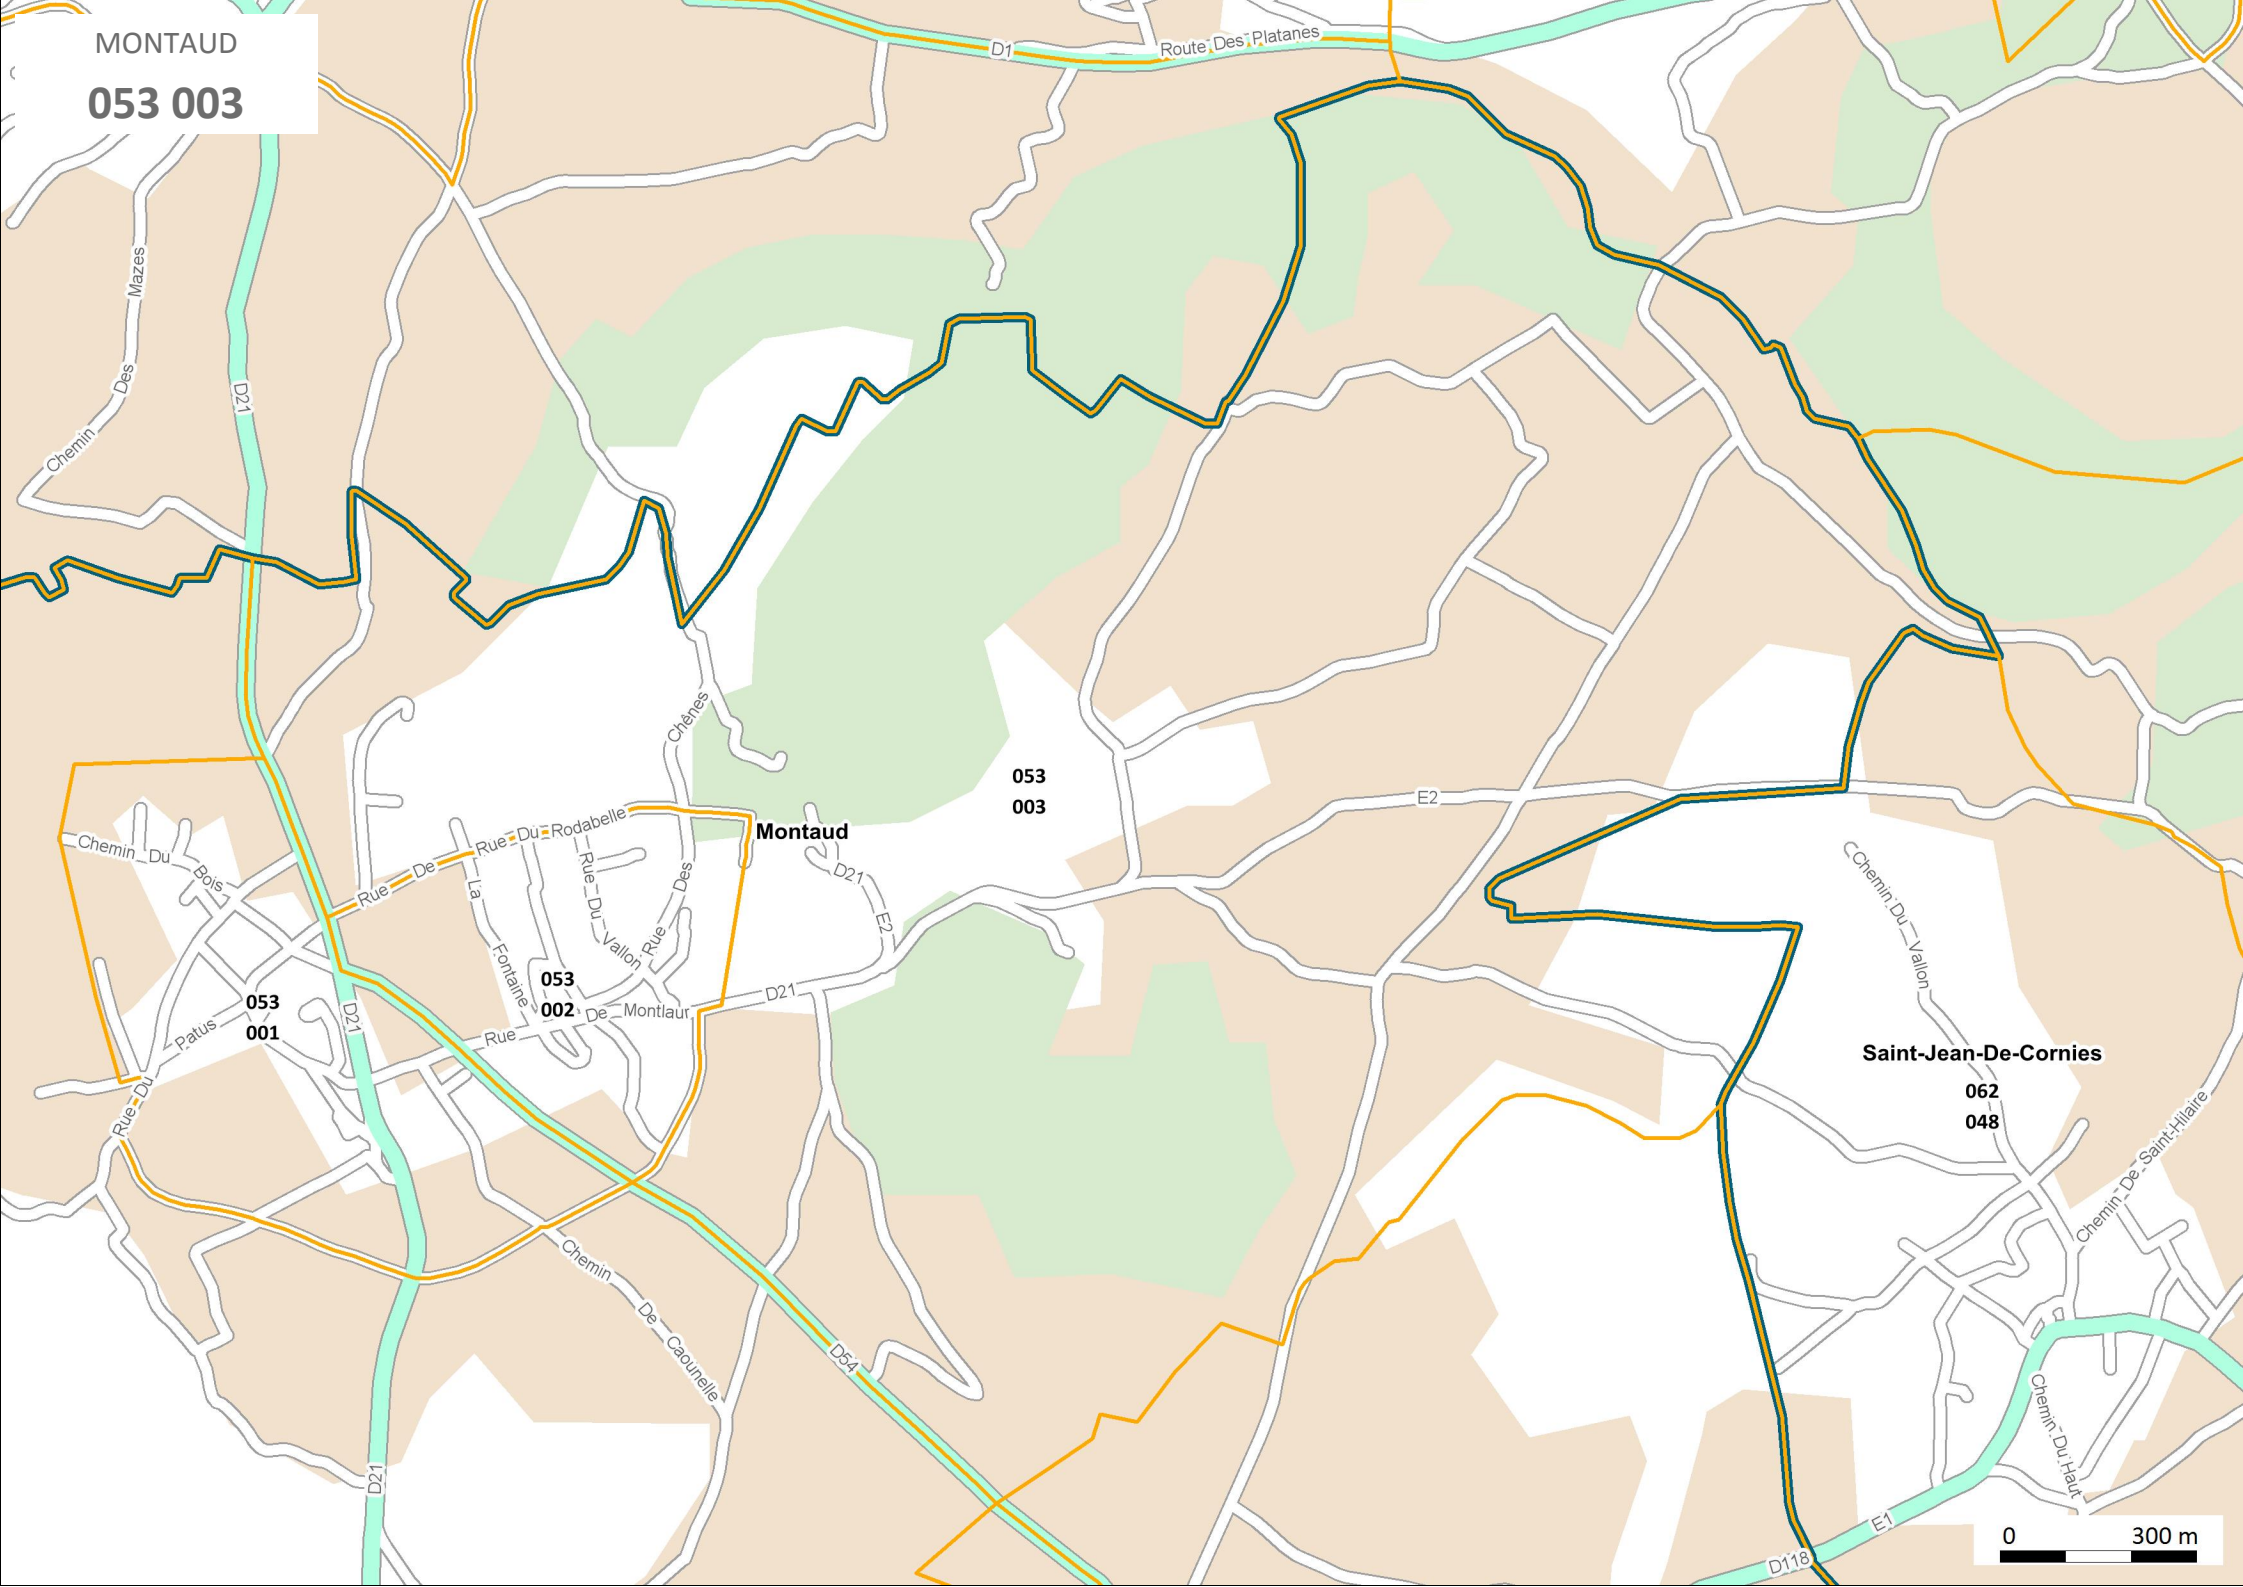 MONTAUD
053 003
D1
Route Des Platanes
Chemin Des Mazes
D21
Chênes
053
003
E2
Montaud
Rue De Rue Du Rodabelle
Chemin Du Bois
La Fontaine
Rue Du Vallon
Rue Des
D21
E2
053
002
053
001
D21
Patus
Rue Du
Rue De Montlaur
D21
Chemin Du Vallon
Saint-Jean-De-Cornies
062
048
Chemin De Saint-Hilaire
Chemin De Caounelle
D54
D21
Chemin Du Haut
E1
D118
0 300 m